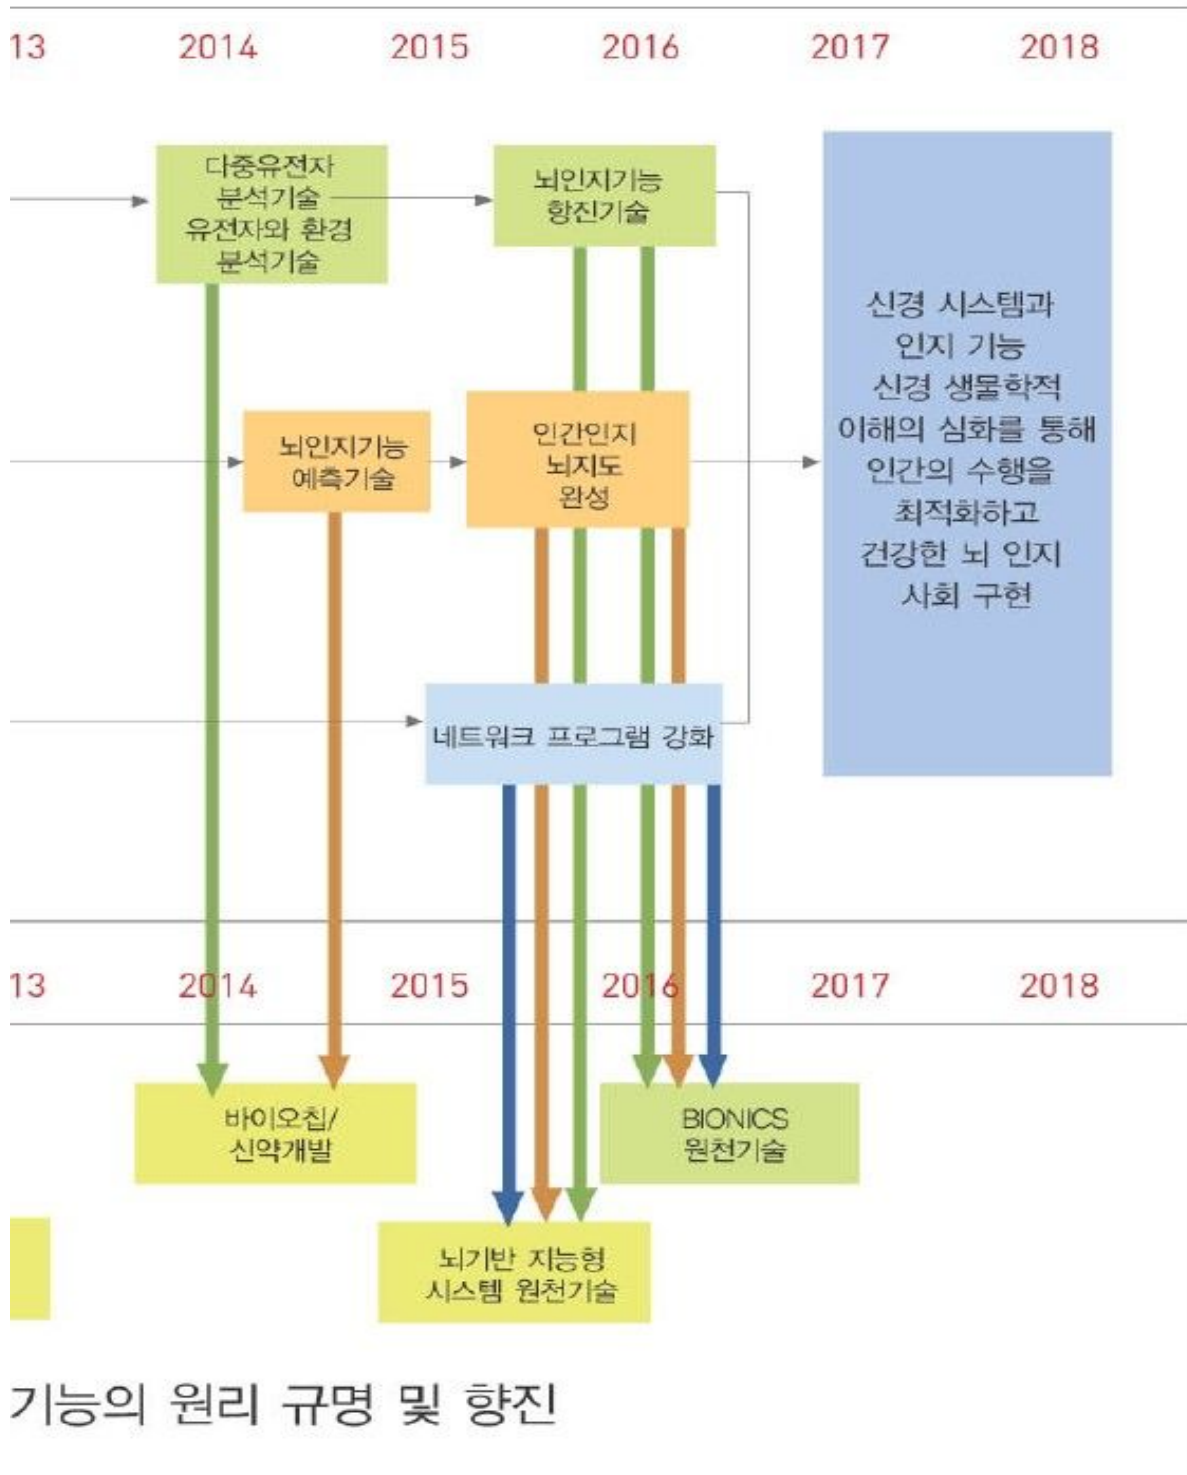 13 2014 2015 2016 2017 2018
다중유전자
분석기술
유전자와 환경
분석기술
뇌인지기능
항진기술
뇌인지기능
예측기술
인간인지
뇌지도
완성
신경 시스템과
인지 기능
신경 생물학적
이해의 심화를 통해
인간의 수행을
최적화하고
건강한 뇌 인지
사회 구현
네트워크 프로그램 강화
13 2014 2015 2016 2017 2018
바이오칩/
신약개발
BIONICS
원천기술
뇌기반 지능형
시스템 원천기술
기능의 원리 규명 및 향진